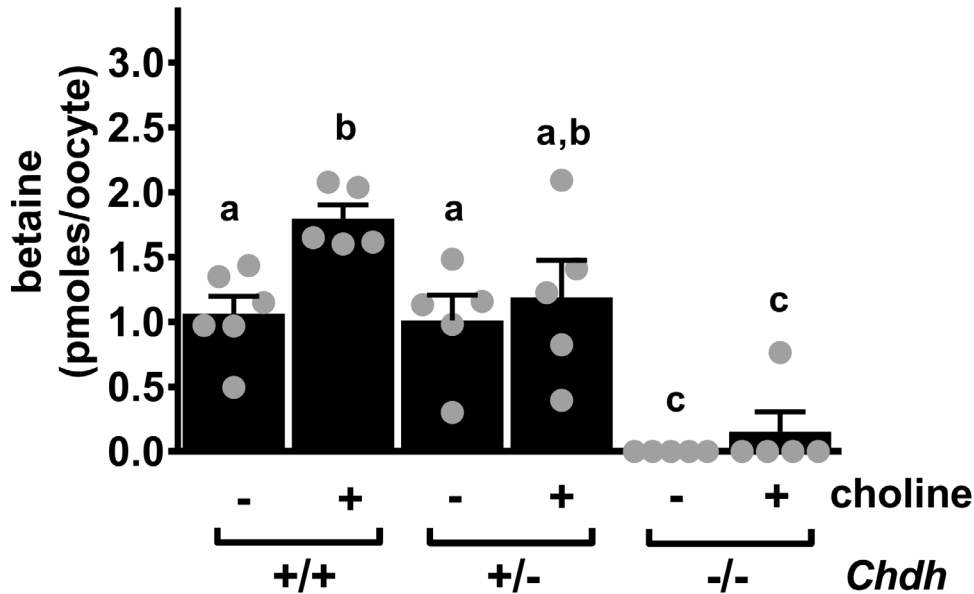 betaine
(pmoles/oocyte)
3.0
2.5
2.0
1.5
1.0
0.5
0.0
a
b
a
a,b
c
c
- + - + - + choline
+/+ +/- -/- Chdh